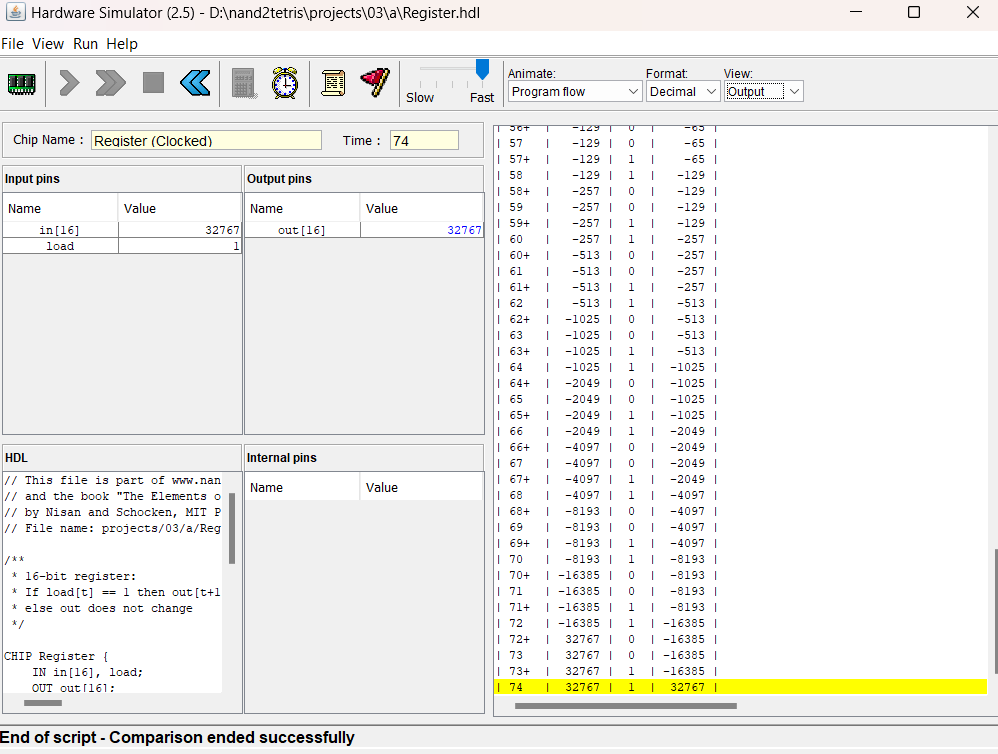 Hardware Simulator (2.5) - D:\nand2tetris\projects\03\a\Register.hdl
File View Run Help
Slow Fast
Animate: Format: View:
Program flow Decimal Output
Chip Name : Register (Clocked) Time : 74
Input pins
Name Value
in[16] 32767
load 1
Output pins
Name Value
out[16] 32767
HDL
// This file is part of www.nan
// and the book "The Elements o
// by Nisan and Schocken, MIT P
// File name: projects/03/a/Reg
/**
* 16-bit register:
* If load[t] == 1 then out[t+1
* else out does not change
*/
CHIP Register {
IN in[16], load;
OUT out[16];
Internal pins
Name Value
| 56+ | -129 | 0 | -65 |
| 57 | -129 | 0 | -65 |
| 57+ | -129 | 1 | -65 |
| 58 | -129 | 1 | -129 |
| 58+ | -257 | 0 | -129 |
| 59 | -257 | 0 | -129 |
| 59+ | -257 | 1 | -129 |
| 60 | -257 | 1 | -257 |
| 60+ | -513 | 0 | -257 |
| 61 | -513 | 0 | -257 |
| 61+ | -513 | 1 | -257 |
| 62 | -513 | 1 | -513 |
| 62+ | -1025 | 0 | -513 |
| 63 | -1025 | 0 | -513 |
| 63+ | -1025 | 1 | -513 |
| 64 | -1025 | 1 | -1025 |
| 64+ | -2049 | 0 | -1025 |
| 65 | -2049 | 0 | -1025 |
| 65+ | -2049 | 1 | -1025 |
| 66 | -2049 | 1 | -2049 |
| 66+ | -4097 | 0 | -2049 |
| 67 | -4097 | 0 | -2049 |
| 67+ | -4097 | 1 | -2049 |
| 68 | -4097 | 1 | -4097 |
| 68+ | -8193 | 0 | -4097 |
| 69 | -8193 | 0 | -4097 |
| 69+ | -8193 | 1 | -4097 |
| 70 | -8193 | 1 | -8193 |
| 70+ | -16385 | 0 | -8193 |
| 71 | -16385 | 0 | -8193 |
| 71+ | -16385 | 1 | -8193 |
| 72 | -16385 | 1 | -16385 |
| 72+ | 32767 | 0 | -16385 |
| 73 | 32767 | 0 | -16385 |
| 73+ | 32767 | 1 | -16385 |
| 74 | 32767 | 1 | 32767 |
End of script - Comparison ended successfully